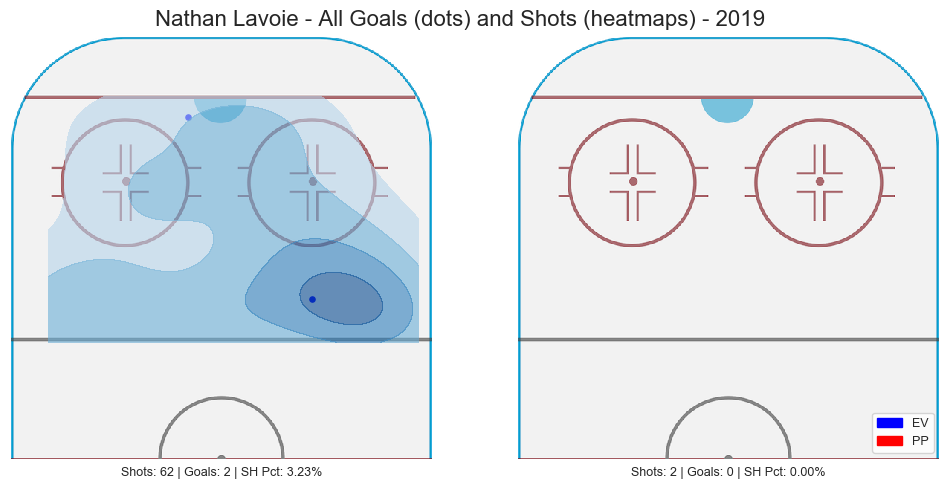 Nathan Lavoie - All Goals (dots) and Shots (heatmaps) - 2019
EV
PP
Shots: 62 | Goals: 2 | SH Pct: 3.23%
Shots: 2 | Goals: 0 | SH Pct: 0.00%